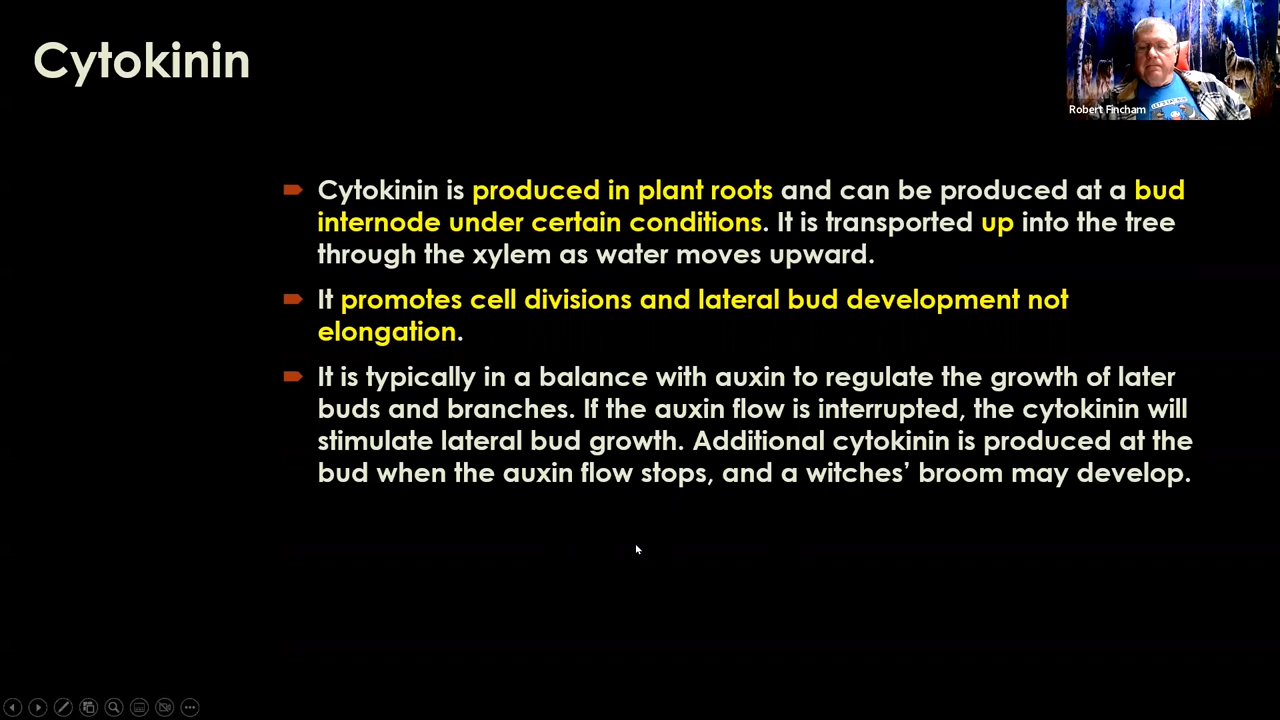 Cytokinin
Robert Fincham
Cytokinin is produced in plant roots and can be produced at a bud
internode under certain conditions. It is transported up into the tree
through the xylem as water moves upward.
It promotes cell divisions and lateral bud development not
elongation.
It is typically in a balance with auxin to regulate the growth of later
buds and branches. If the auxin flow is interrupted, the cytokinin will
stimulate lateral bud growth. Additional cytokinin is produced at the
bud when the auxin flow stops, and a witches’ broom may develop.